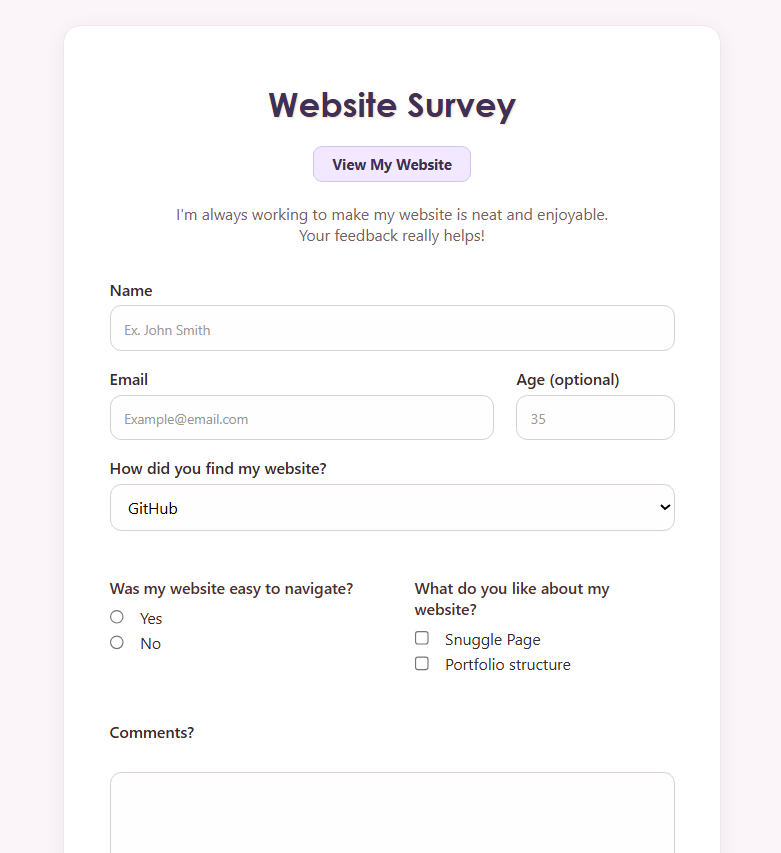 Website Survey
View My Website
I'm always working to make my website is neat and enjoyable.
Your feedback really helps!
Name
Ex. John Smith
Email
Age (optional)
Example@email.com
35
How did you find my website?
GitHub
Was my website easy to navigate?
Yes
No
What do you like about my
website?
Snuggle Page
Portfolio structure
Comments?